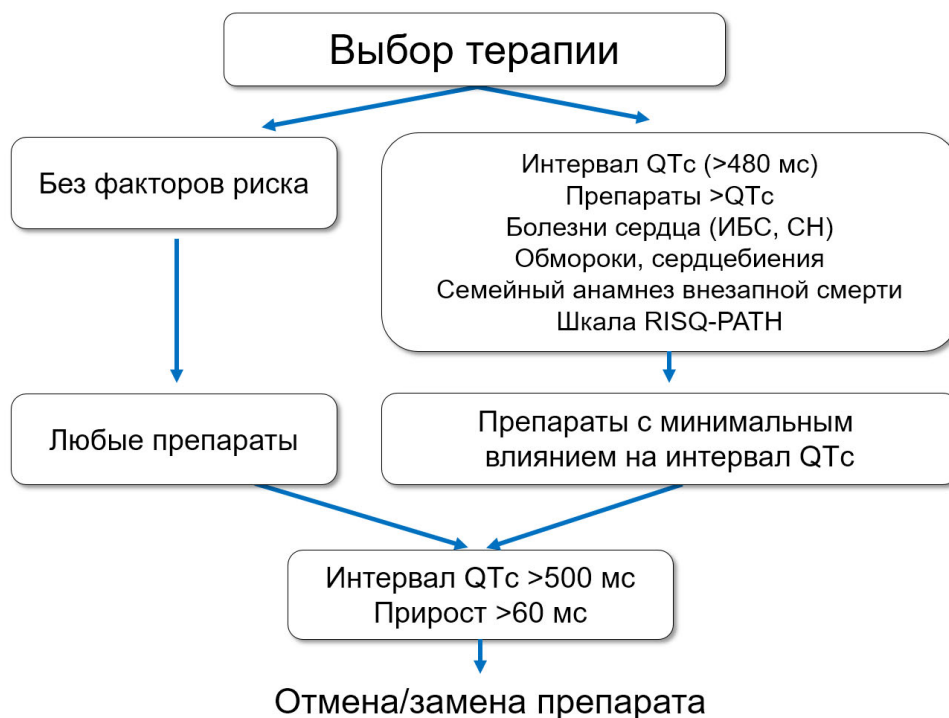 Выбор терапии
Без факторов риска
Интервал QTc (>480 мс)
Препараты >QTc
Болезни сердца (ИБС, СН)
Обмороки, сердцебиения
Семейный анамнез внезапной смерти
Шкала RISQ-PATH
Любые препараты
Препараты с минимальным
влиянием на интервал QTc
Интервал QTc >500 мс
Прирост >60 мс
Отмена/замена препарата